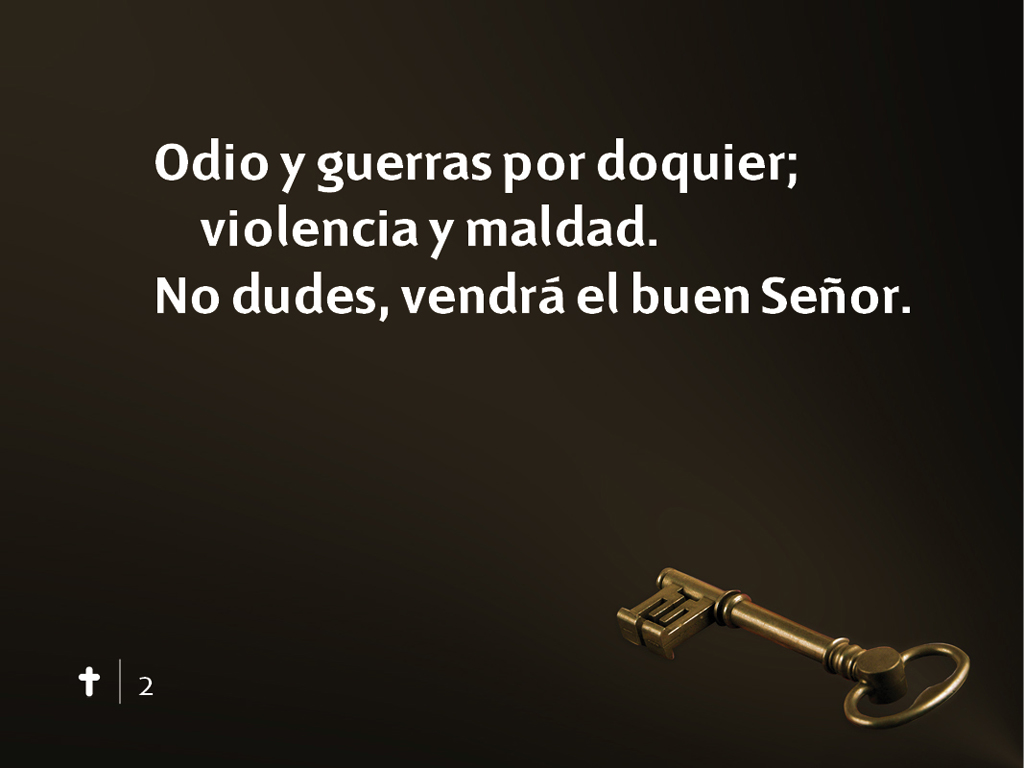 Odio y guerras por doquier;
violencia y maldad.
No dudes, vendrá el buen Señor.
2